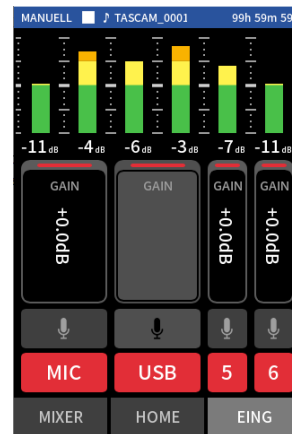 MANUELL TASCAM_0001 99h 59m 59
-11 dB -4 dB -6 dB -3 dB -7 dB -11 dB
GAIN GAIN GAIN GAIN
+0.0dB +0.0dB +0.0dB
MIC USB 5 6
MIXER HOME EING